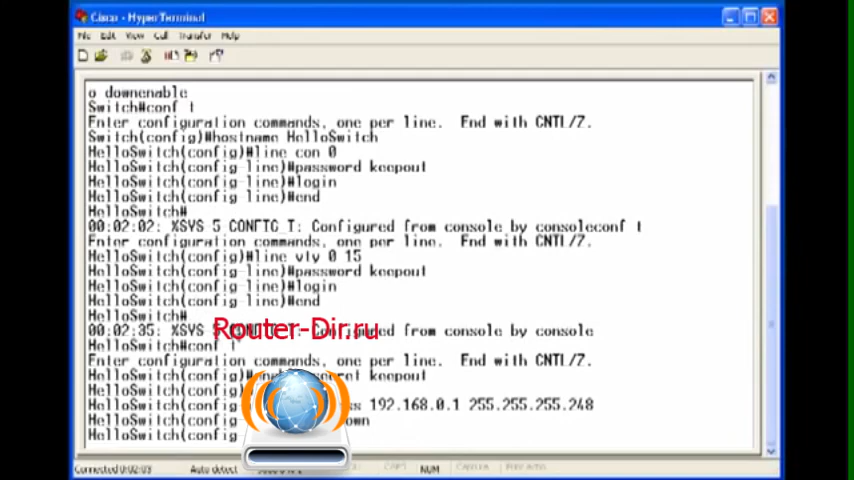 Cisco - HyperTerminal
File Edit View Call Transfer Help
o downenable
Switch#conf t
Enter configuration commands, one per line. End with CNTL/Z.
Switch(config)#hostname HelloSwitch
HelloSwitch(config)#line con 0
HelloSwitch(config-line)#password keepout
HelloSwitch(config-line)#login
HelloSwitch(config-line)#end
HelloSwitch#
00:02:02: %SYS-5-CONFIG_I: Configured from console by consoleconf t
Enter configuration commands, one per line. End with CNTL/Z.
HelloSwitch(config)#line vty 0 15
HelloSwitch(config-line)#password keepout
HelloSwitch(config-line)#login
HelloSwitch(config-line)#end
HelloSwitch#
Router-Dir.ru
00:02:35: %SYS Configured from console by console
HelloSwitch#conf t
Enter configuration commands, one per line. End with CNTL/Z.
HelloSwitch(config)# keepout
HelloSwitch(config)
HelloSwitch(config 192.168.0.1 255.255.255.248
HelloSwitch(config
HelloSwitch(config
Connected 0:02:03 Auto detect CAPS NUM Capture Print echo